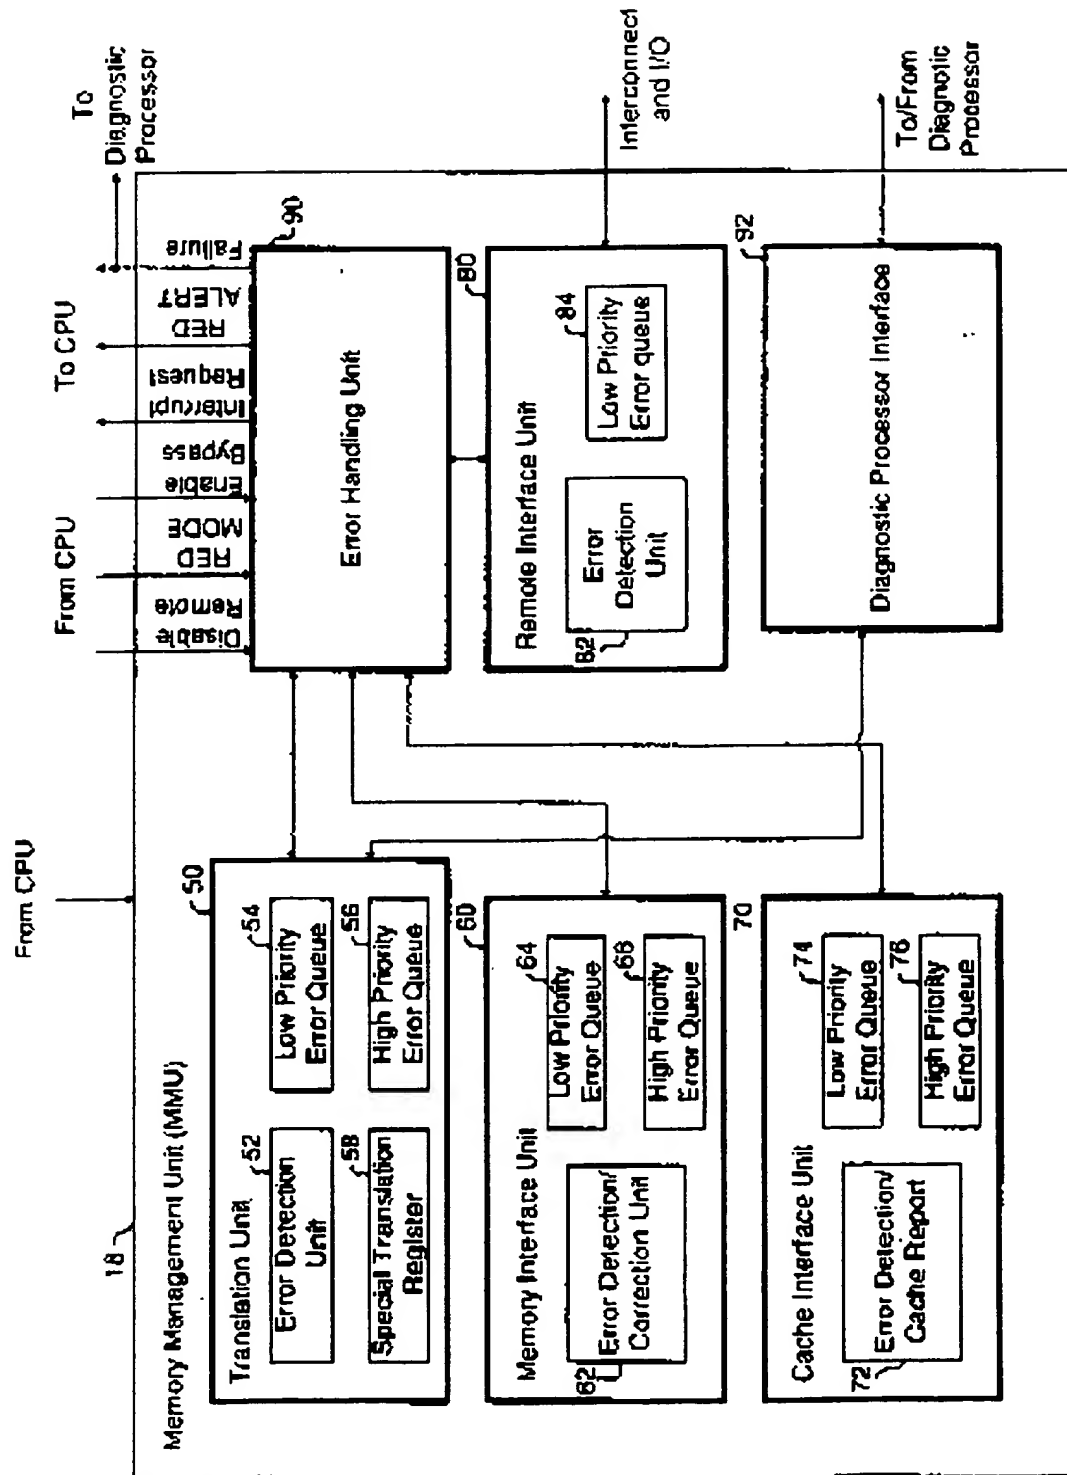 From CPU
18
Memory Management Unit (MMU)
From CPU
To CPU
To
Diagnostic
Processor
Disable
Remote
RED
MODE
Enable
Bypass
Interrupt
Request
RED
ALERT
Failure
50
Translation Unit
52
Error Detection
Unit
54
Low Priority
Error Queue
58
Special Translation
Register
56
High Priority
Error Queue
90
Error Handling Unit
60
Memory Interface Unit
62
Error Detection/
Correction Unit
64
Low Priority
Error Queue
66
High Priority
Error Queue
80
Remote Interface Unit
82
Error
Detection
Unit
84
Low Priority
Error queue
Interconnect
and I/O
70
Cache Interface Unit
72
Error Detection/
Cache Report
74
Low Priority
Error Queue
76
High Priority
Error Queue
92
Diagnostic Processor Interface
To/From
Diagnostic
Processor